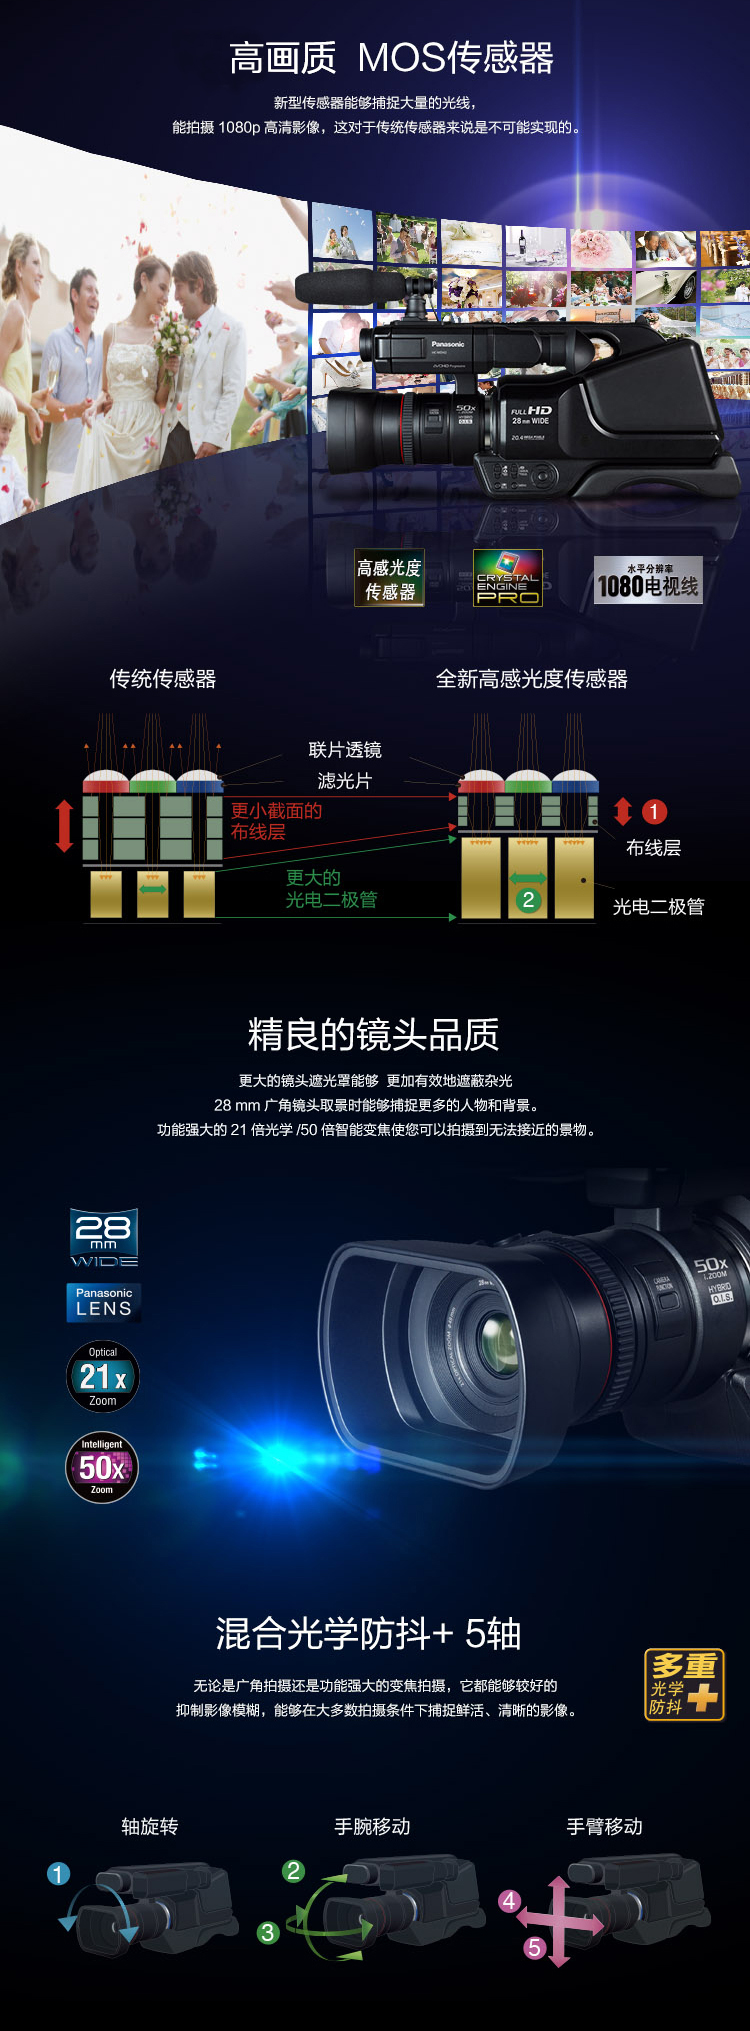 高画质 MOS传感器
新型传感器能够捕捉大量的光线，
能拍摄 1080p 高清影像，这对于传统传感器来说是不可能实现的。
Panasonic
AVCHD Progressive
50x
i.ZOOM
HYBRID
O.I.S.
FULL HD
28 mm WIDE
20.4 MEGA PIXELS
高感光度
传感器
CRYSTAL
ENGINE
PRO
水平分辨率
1080电视线
传统传感器
全新高感光度传感器
联片透镜
滤光片
更小截面的
布线层
1
布线层
更大的
光电二极管
2
光电二极管
精良的镜头品质
更大的镜头遮光罩能够 更加有效地遮蔽杂光
28 mm 广角镜头取景时能够捕捉更多的人物和背景。
功能强大的 21 倍光学 /50 倍智能变焦使您可以拍摄到无法接近的景物。
28
mm
WIDE
Panasonic
LENS
Optical
21x
Zoom
Intelligent
50x
Zoom
CAMERA
FUNCTION
50x
i.ZOOM
HYBRID
O.I.S.
混合光学防抖+ 5轴
无论是广角拍摄还是功能强大的变焦拍摄，它都能够较好的
抑制影像模糊，能够在大多数拍摄条件下捕捉鲜活、清晰的影像。
多重
光学
防抖
+
轴旋转
手腕移动
手臂移动
1
2
3
4
5